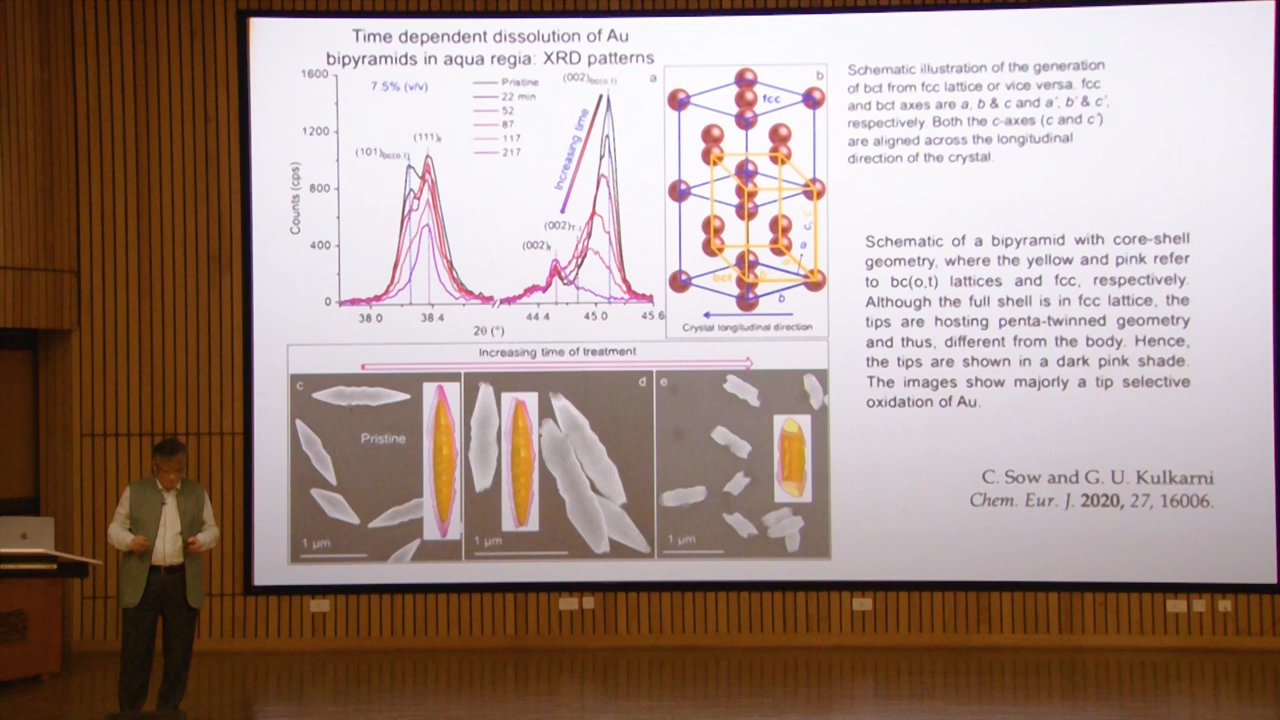 Time dependent dissolution of Au
bipyramids in aqua regia: XRD patterns
1600
1200
800
400
0
Counts (cps)
7.5% (v/v)
Pristine
22 min
52
87
117
217
(101)bc(o,t)
(111)f
(002)bc(o,t)
(002)f
(002)T
Increasing time
a
38.0
38.4
44.4
45.0
45.6
2θ (°)
b
fcc
bct
c
a
b
Crystal longitudinal direction
Schematic illustration of the generation
of bct from fcc lattice or vice versa. fcc
and bct axes are a, b & c and a', b' & c',
respectively. Both the c-axes (c and c')
are aligned across the longitudinal
direction of the crystal.
Schematic of a bipyramid with core-shell
geometry, where the yellow and pink refer
to bc(o,t) lattices and fcc, respectively.
Although the full shell is in fcc lattice, the
tips are hosting penta-twinned geometry
and thus, different from the body. Hence,
the tips are shown in a dark pink shade.
The images show majorly a tip selective
oxidation of Au.
Increasing time of treatment
c
Pristine
1 µm
d
1 µm
e
1 µm
C. Sow and G. U. Kulkarni
Chem. Eur. J. 2020, 27, 16006.